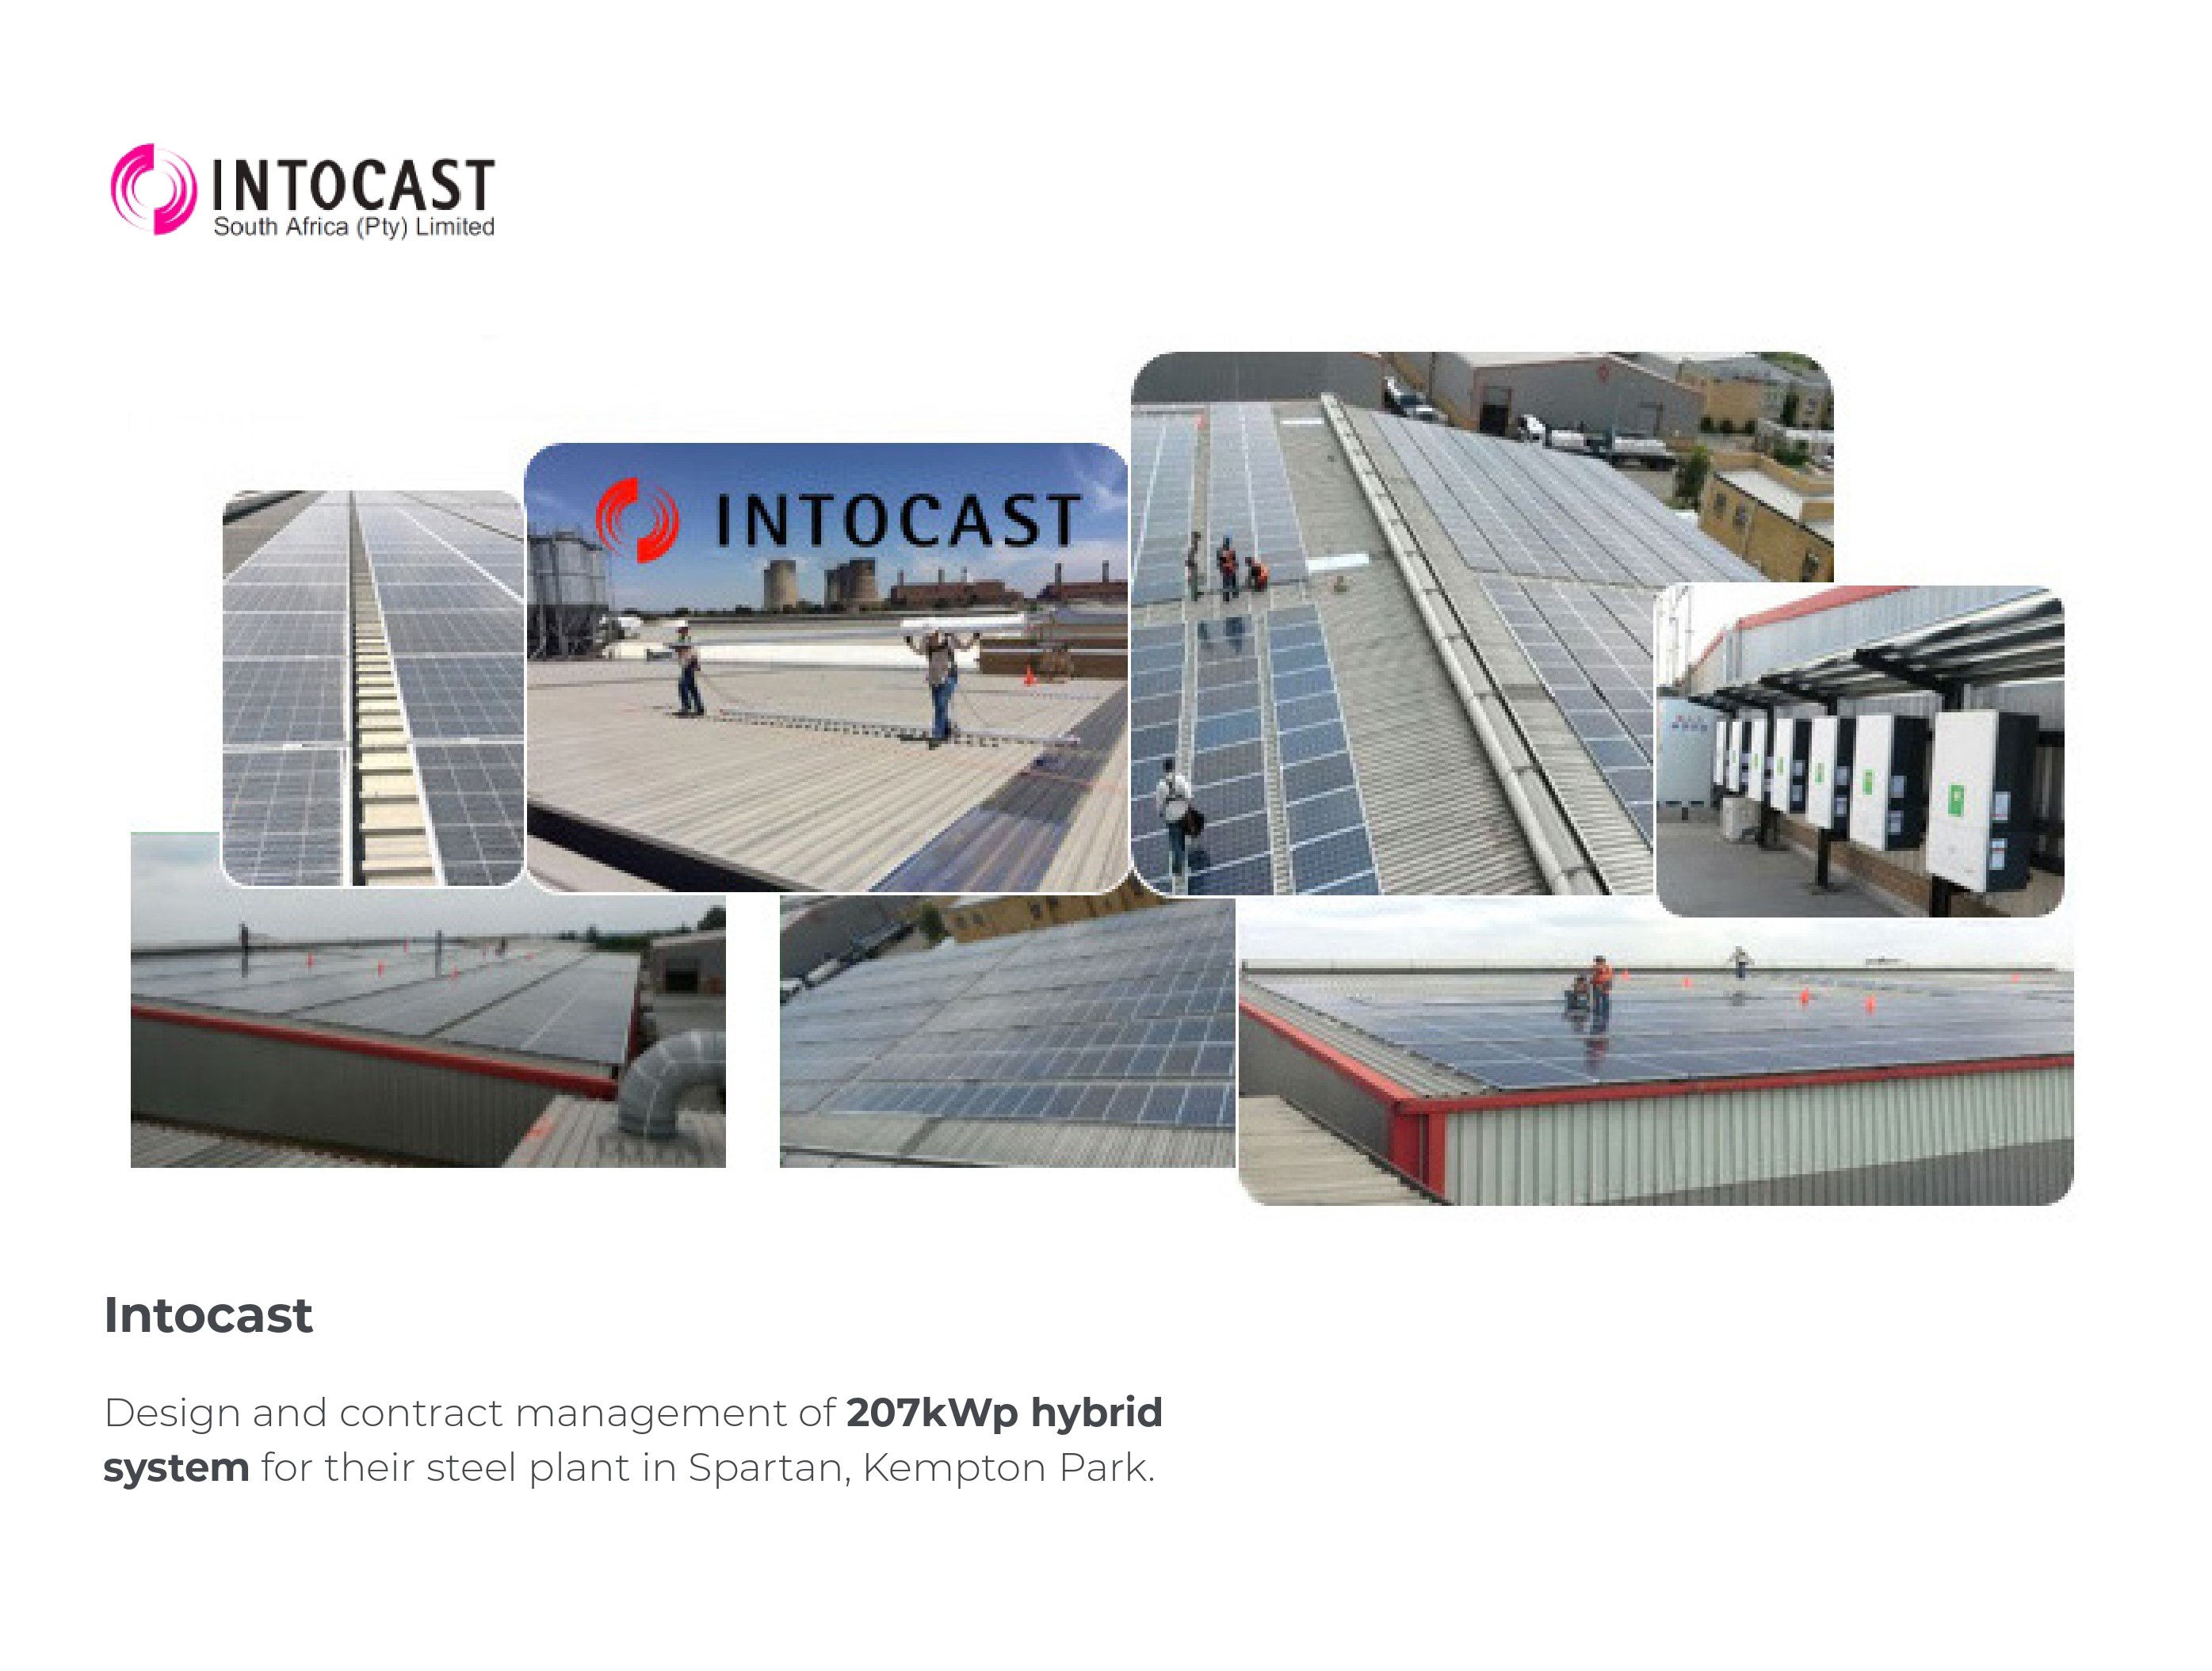 INTOCAST
South Africa (Pty) Limited
INTOCAST
Intocast
Design and contract management of 207kWp hybrid
system for their steel plant in Spartan, Kempton Park.